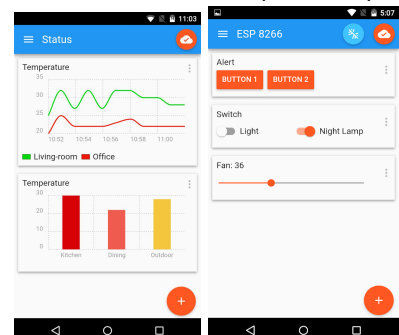 11:03
Status
Temperature
35
30
25
20
10:52 10:54 10:56 10:58 11:00
Living-room Office
Temperature
30
20
10
0
Kitchen Dining Outdoor
5:07
ESP 8266
Alert
BUTTON 1 BUTTON 2
Switch
Light Night Lamp
Fan: 36